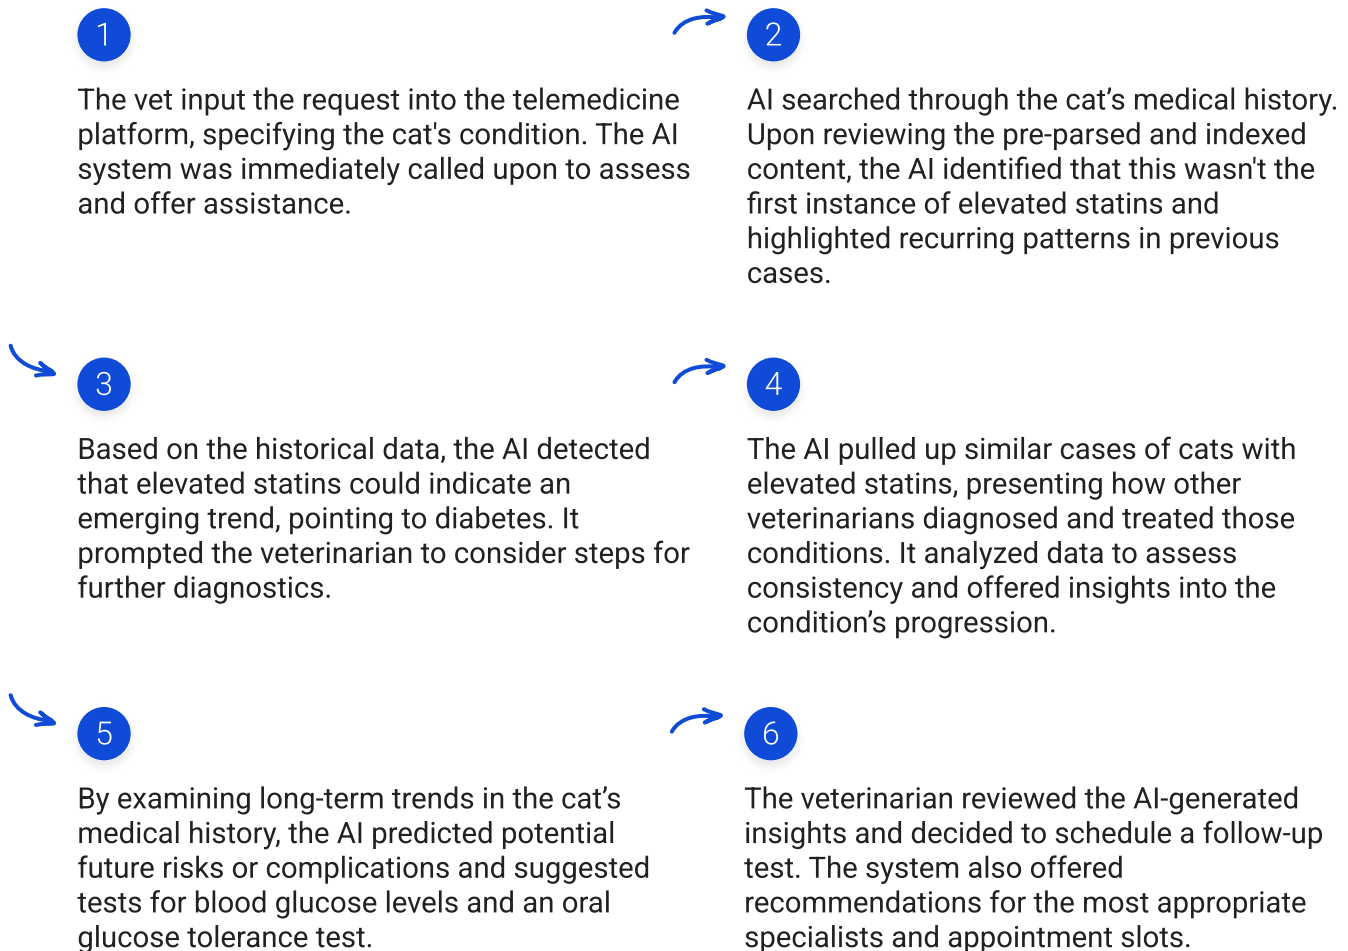 1
The vet input the request into the telemedicine
platform, specifying the cat's condition. The AI
system was immediately called upon to assess
and offer assistance.
2
AI searched through the cat’s medical history.
Upon reviewing the pre-parsed and indexed
content, the AI identified that this wasn't the
first instance of elevated statins and
highlighted recurring patterns in previous
cases.
3
Based on the historical data, the AI detected
that elevated statins could indicate an
emerging trend, pointing to diabetes. It
prompted the veterinarian to consider steps for
further diagnostics.
4
The AI pulled up similar cases of cats with
elevated statins, presenting how other
veterinarians diagnosed and treated those
conditions. It analyzed data to assess
consistency and offered insights into the
condition’s progression.
5
By examining long-term trends in the cat’s
medical history, the AI predicted potential
future risks or complications and suggested
tests for blood glucose levels and an oral
glucose tolerance test.
6
The veterinarian reviewed the AI-generated
insights and decided to schedule a follow-up
test. The system also offered
recommendations for the most appropriate
specialists and appointment slots.